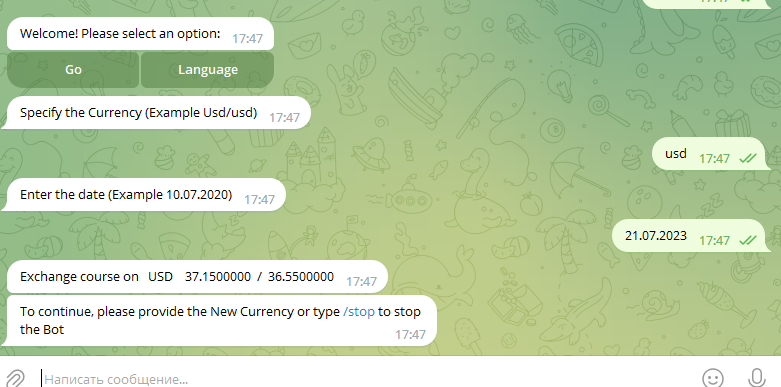 Welcome! Please select an option: 17:47
Go Language
Specify the Currency (Example Usd/usd) 17:47
usd 17:47
Enter the date (Example 10.07.2020) 17:47
21.07.2023 17:47
Exchange course on USD 37.1500000 / 36.5500000 17:47
To continue, please provide the New Currency or type /stop to stop
the Bot 17:47
Написать сообщение...